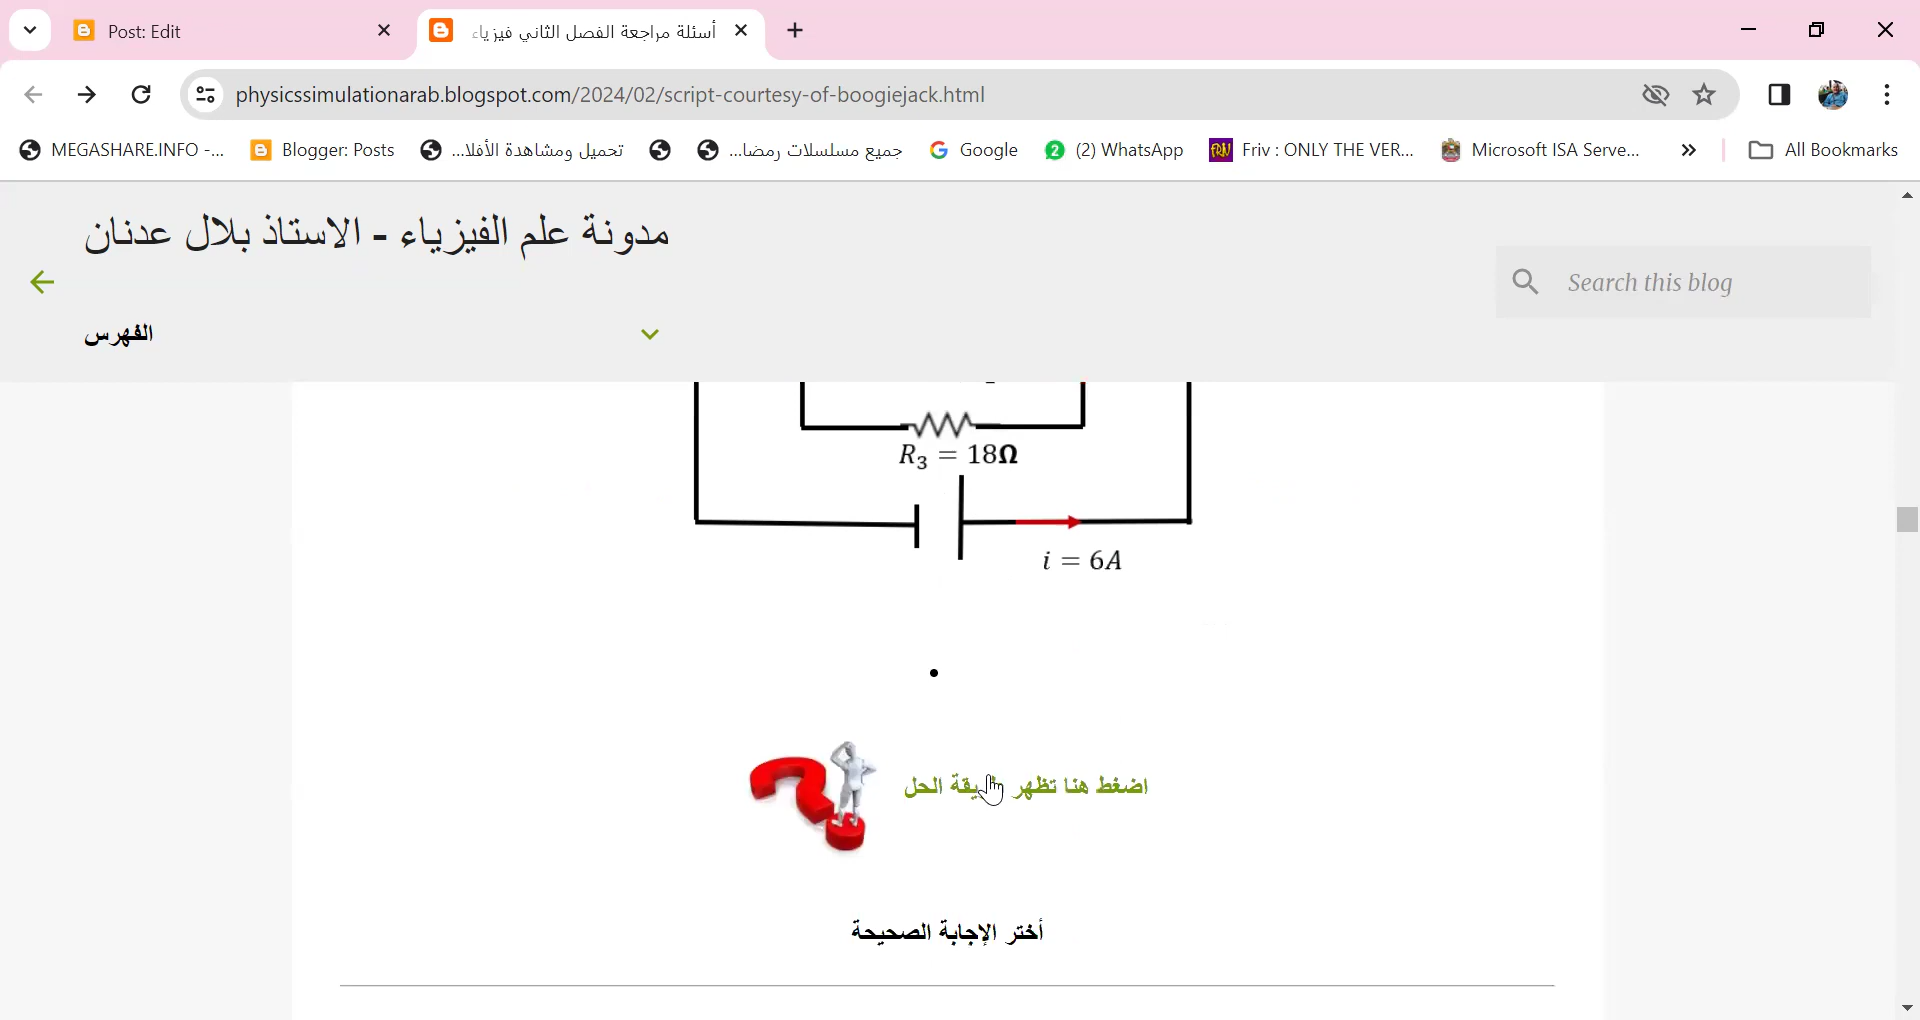 Post: Edit
أسئلة مراجعة الفصل الثاني فيزياء
physicssimulationarab.blogspot.com/2024/02/script-courtesy-of-boogiejack.html
MEGASHARE.INFO -...
Blogger: Posts
تحميل ومشاهدة الأفلا...
جميع مسلسلات رمضا...
Google
2
(2) WhatsApp
FRIV
Friv : ONLY THE VER...
Microsoft ISA Serve...
All Bookmarks
مدونة علم الفيزياء - الاستاذ بلال عدنان
Search this blog
الفهرس
R₃ = 18Ω
i = 6A
اضغط هنا تظهر طريقة الحل
أختر الإجابة الصحيحة